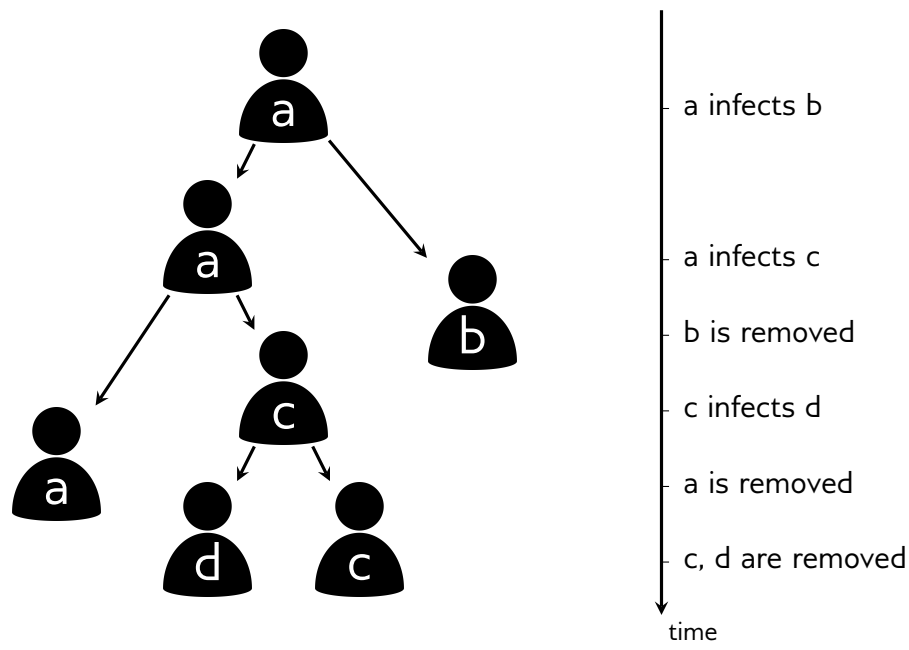 a
a infects b
a
a infects c
b
b is removed
c
c infects d
a
a is removed
d
c
c, d are removed
time